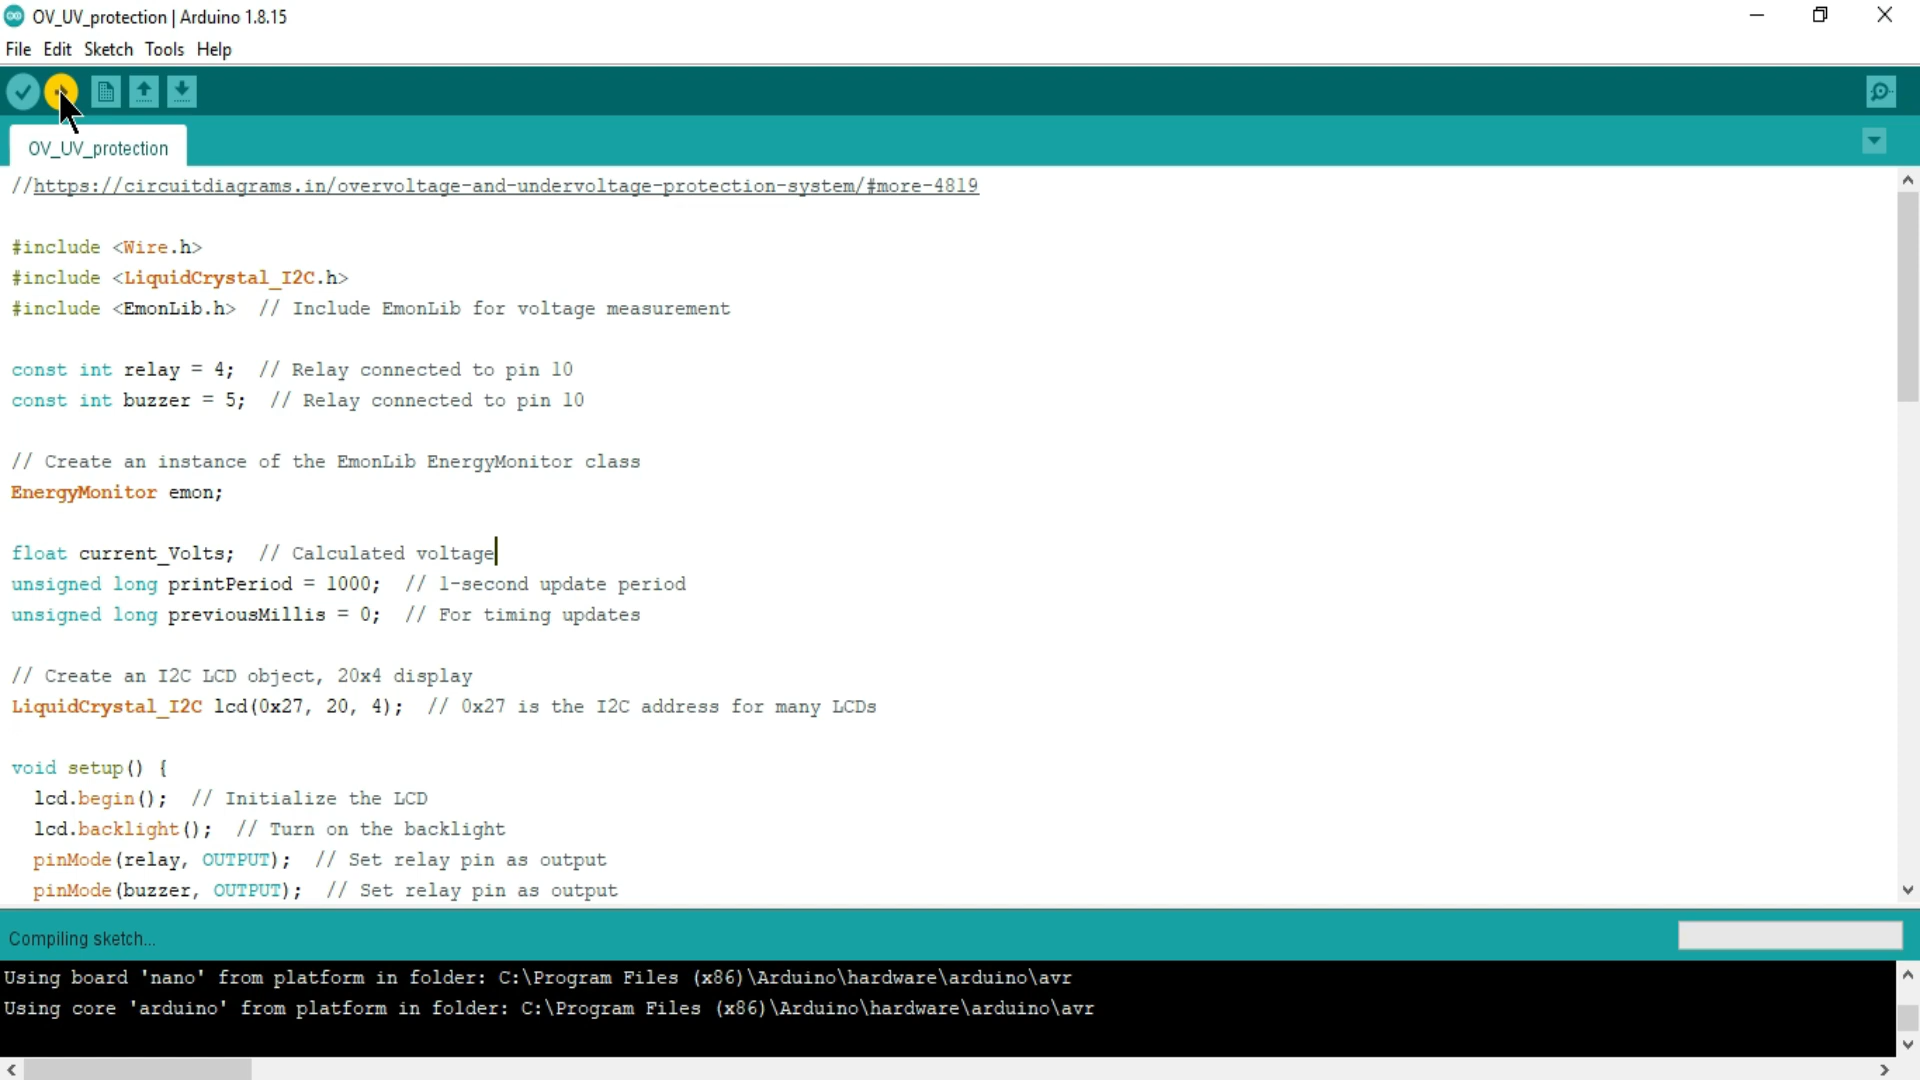 OV_UV_protection | Arduino 1.8.15
File Edit Sketch Tools Help
OV_UV_protection
//https://circuitdiagrams.in/overvoltage-and-undervoltage-protection-system/#more-4819
#include <Wire.h>
#include <LiquidCrystal_I2C.h>
#include <EmonLib.h>  // Include EmonLib for voltage measurement
const int relay = 4;  // Relay connected to pin 10
const int buzzer = 5;  // Relay connected to pin 10
// Create an instance of the EmonLib EnergyMonitor class
EnergyMonitor emon;
float current_Volts;  // Calculated voltage
unsigned long printPeriod = 1000;  // 1-second update period
unsigned long previousMillis = 0;  // For timing updates
// Create an I2C LCD object, 20x4 display
LiquidCrystal_I2C lcd(0x27, 20, 4);  // 0x27 is the I2C address for many LCDs
void setup() {
  lcd.begin();  // Initialize the LCD
  lcd.backlight();  // Turn on the backlight
  pinMode(relay, OUTPUT);  // Set relay pin as output
  pinMode(buzzer, OUTPUT);  // Set relay pin as output
Compiling sketch...
Using board 'nano' from platform in folder: C:\Program Files (x86)\Arduino\hardware\arduino\avr
Using core 'arduino' from platform in folder: C:\Program Files (x86)\Arduino\hardware\arduino\avr